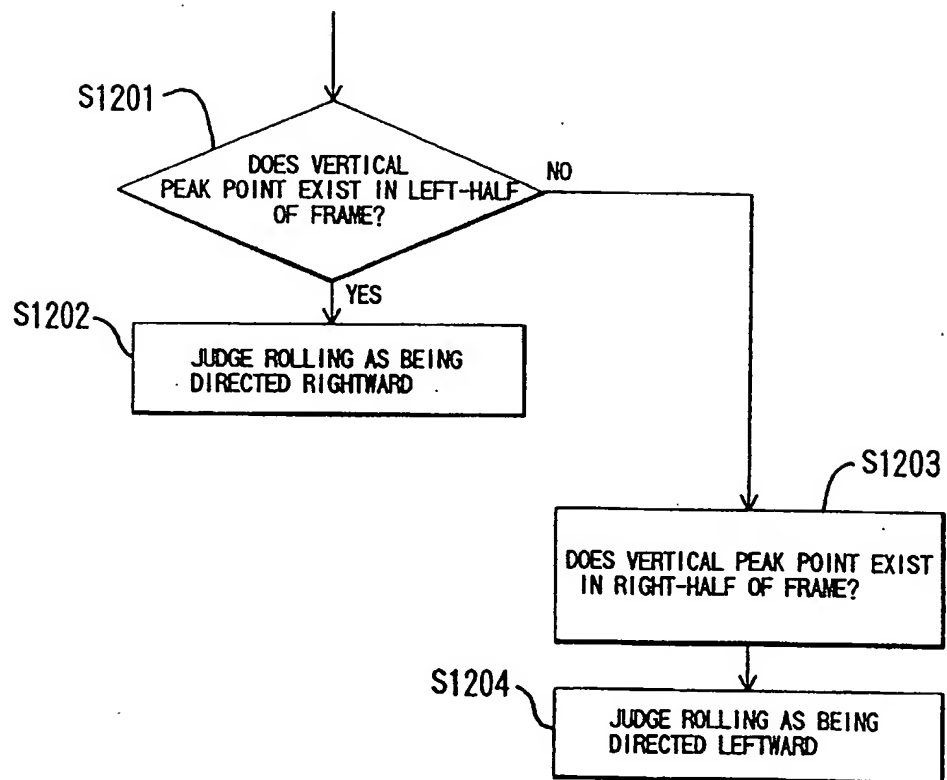 S1201
DOES VERTICAL
PEAK POINT EXIST IN LEFT-HALF
OF FRAME?
NO
YES
S1202
JUDGE ROLLING AS BEING
DIRECTED RIGHTWARD
S1203
DOES VERTICAL PEAK POINT EXIST
IN RIGHT-HALF OF FRAME?
S1204
JUDGE ROLLING AS BEING
DIRECTED LEFTWARD